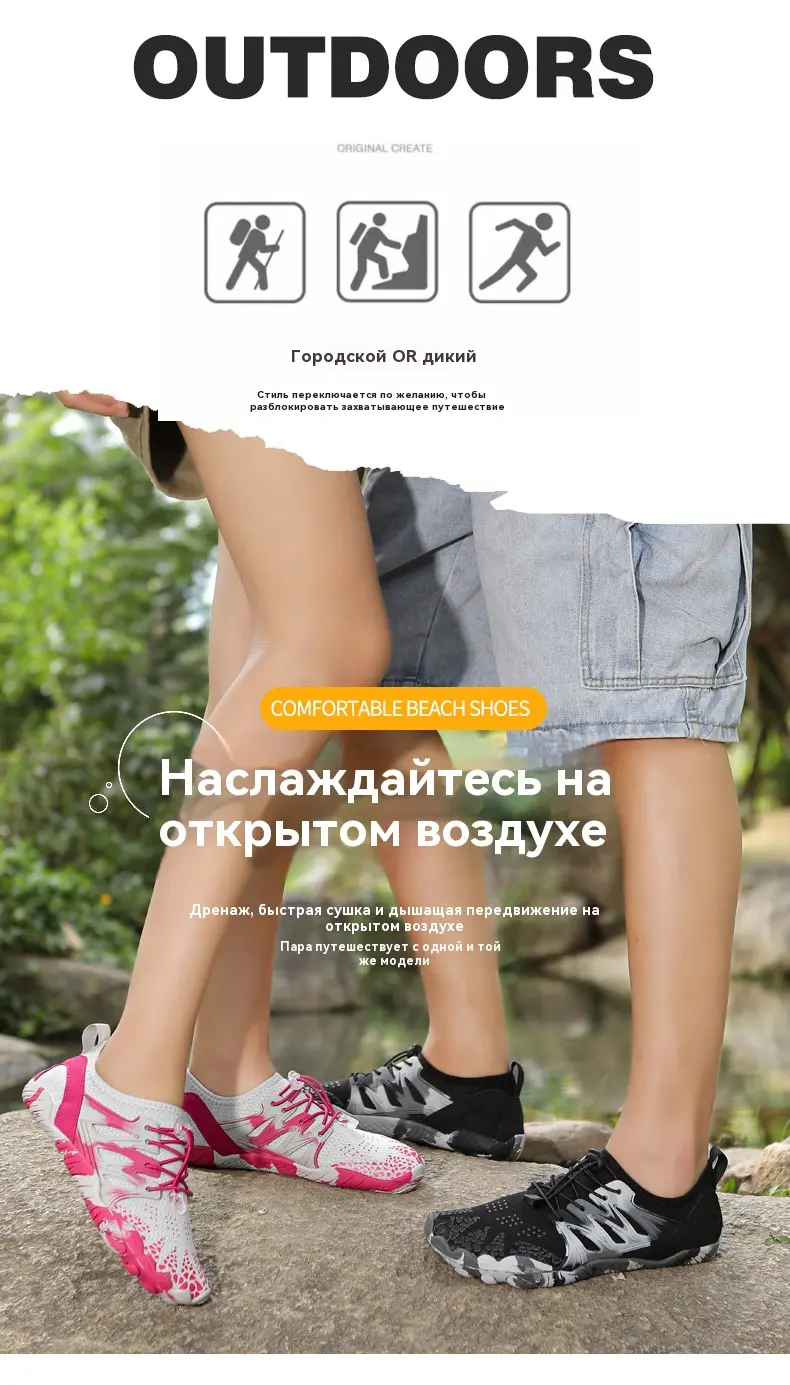 OUTDOORS
ORIGINAL CREATE
Городской OR дикий
Стиль переключается по желанию, чтобы
разблокировать захватывающее путешествие
COMFORTABLE BEACH SHOES
Наслаждайтесь на
открытом воздухе
Дренаж, быстрая сушка и дышащая передвижение на
открытом воздухе
Пара путешествует с одной и той
же модели